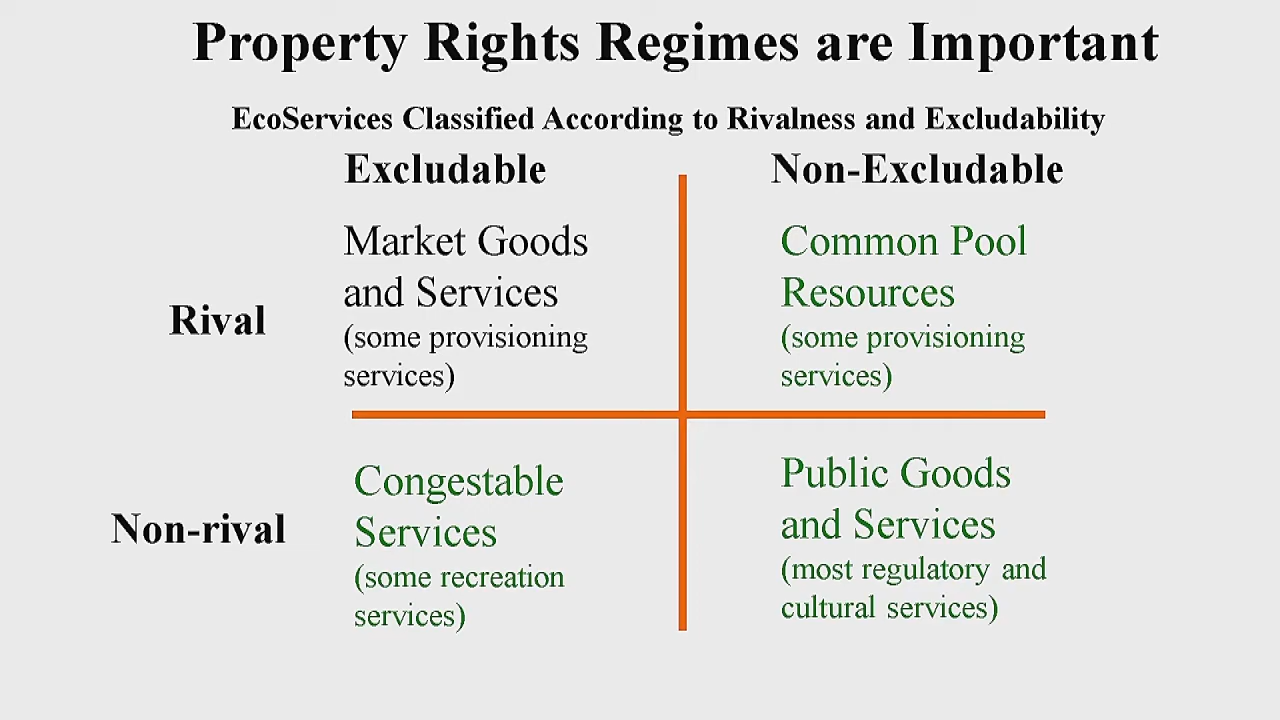 Property Rights Regimes are Important
EcoServices Classified According to Rivalness and Excludability
Excludable
Non-Excludable
Rival
Market Goods
and Services
(some provisioning
services)
Common Pool
Resources
(some provisioning
services)
Non-rival
Congestable
Services
(some recreation
services)
Public Goods
and Services
(most regulatory and
cultural services)